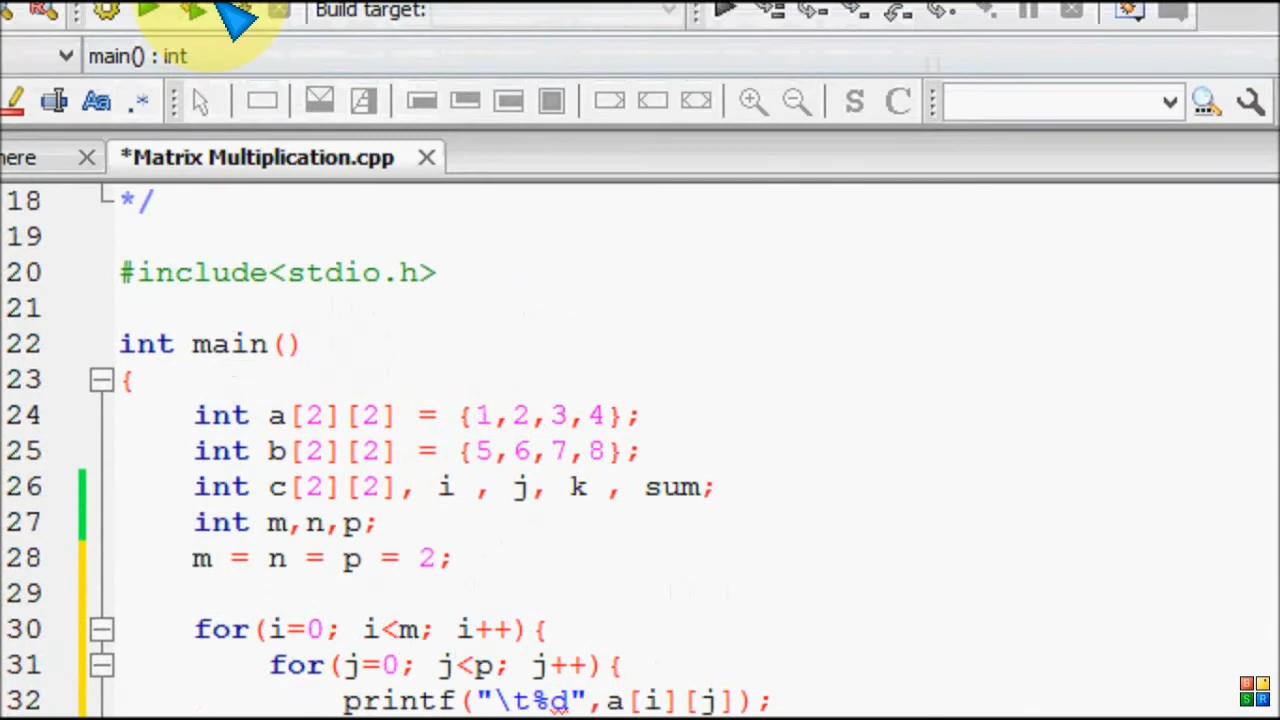 Build target:
main() : int
Aa .*
S C
here
*Matrix Multiplication.cpp
18 */
19
20 #include<stdio.h>
21
22 int main()
23 {
24 int a[2][2] = {1,2,3,4};
25 int b[2][2] = {5,6,7,8};
26 int c[2][2], i , j, k , sum;
27 int m,n,p;
28 m = n = p = 2;
29
30 for(i=0; i<m; i++){
31 for(j=0; j<p; j++){
32 printf("\t%d",a[i][j]);
B
S R